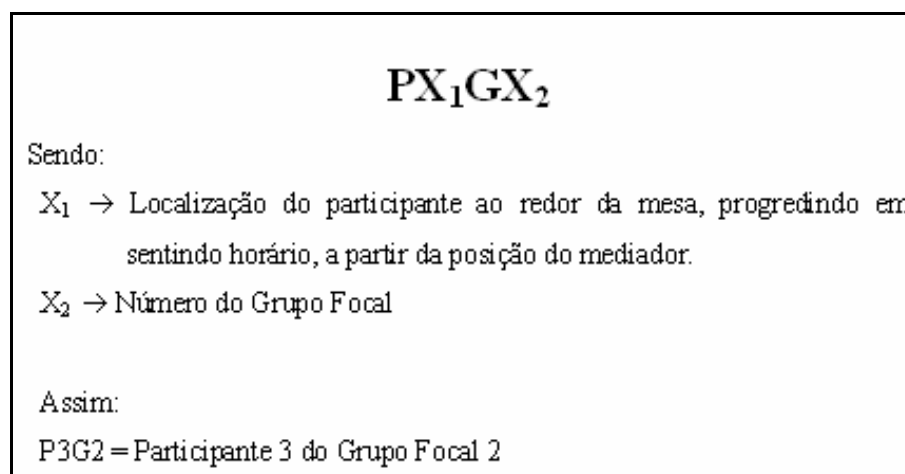 PX₁GX₂
Sendo:
X₁ → Localização do participante ao redor da mesa, progredindo em
sentindo horário, a partir da posição do mediador.
X₂ → Número do Grupo Focal
Assim:
P3G2 = Participante 3 do Grupo Focal 2